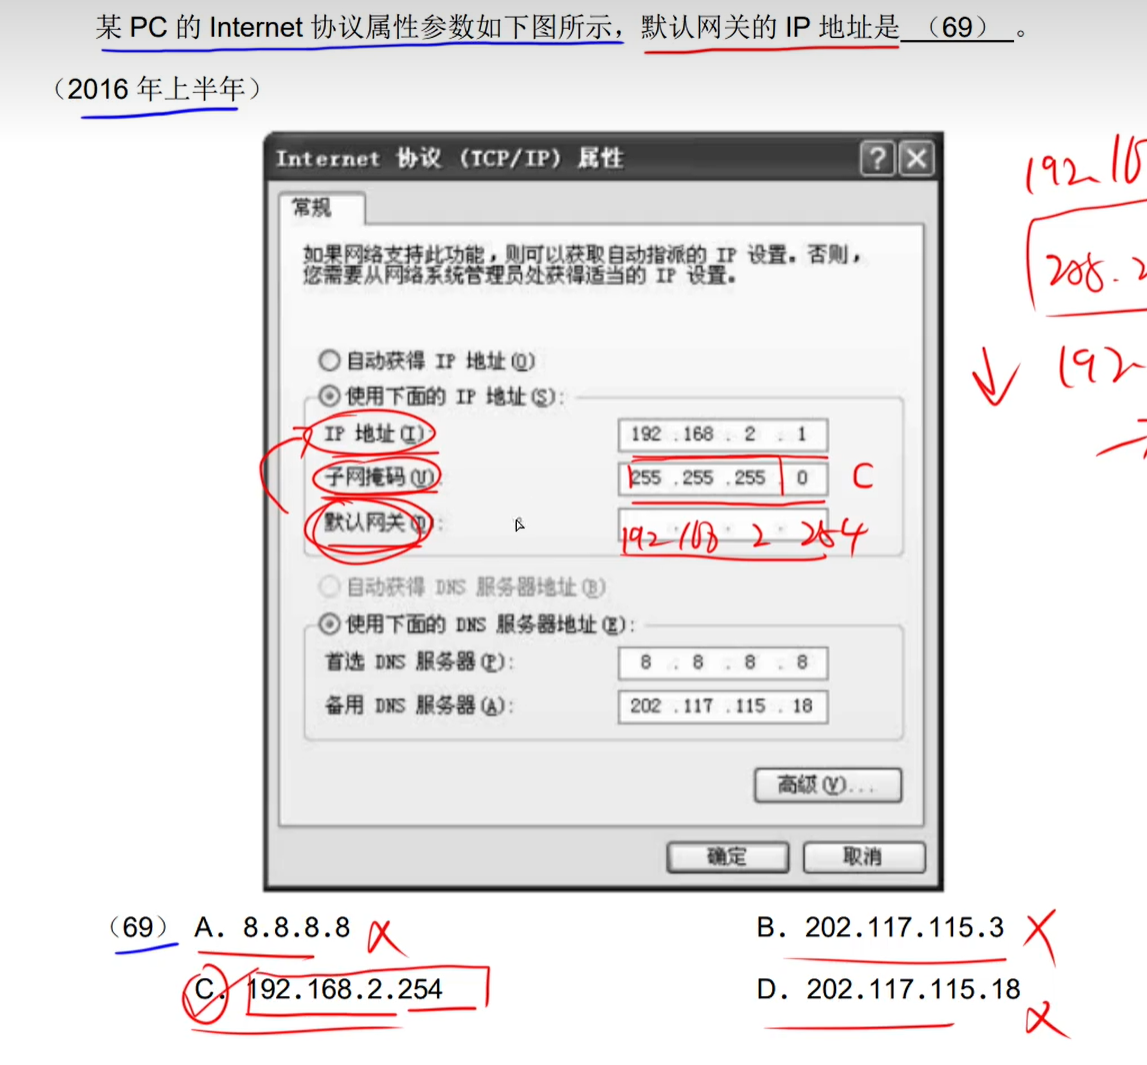 某 PC 的 Internet 协议属性参数如下图所示，默认网关的 IP 地址是 （69） 。
（2016 年上半年）
Internet 协议 (TCP/IP) 属性
常规
如果网络支持此功能，则可以获取自动指派的 IP 设置。否则，
您需要从网络系统管理员处获得适当的 IP 设置。
自动获得 IP 地址(O)
使用下面的 IP 地址(S):
IP 地址(I): 192 .168 . 2 . 1
子网掩码(U): 255 .255 .255 . 0 C
默认网关(D): 192 168 2 254
自动获得 DNS 服务器地址(B)
使用下面的 DNS 服务器地址(E):
首选 DNS 服务器(P): 8 . 8 . 8 . 8
备用 DNS 服务器(A): 202 .117 .115 . 18
高级(V)...
确定 取消
192.
192
（69） A. 8.8.8.8 B. 202.117.115.3
C. 192.168.2.254 D. 202.117.115.18